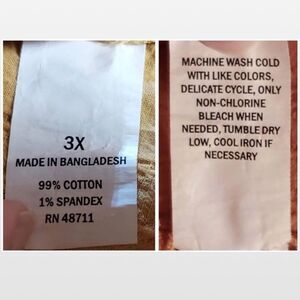 3X
MADE IN BANGLADESH
99% COTTON
1% SPANDEX
RN 48711
MACHINE WASH COLD
WITH LIKE COLORS,
DELICATE CYCLE, ONLY
NON-CHLORINE
BLEACH WHEN
NEEDED, TUMBLE DRY
LOW, COOL IRON IF
NECESSARY